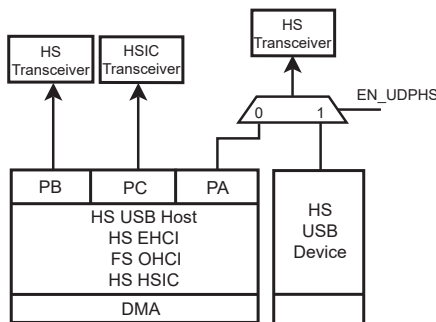 HS
Transceiver
HSIC
Transceiver
HS
Transceiver
EN_UDPHS
0
1
PB
PC
PA
HS USB Host
HS EHCI
FS OHCI
HS HSIC
DMA
HS
USB
Device